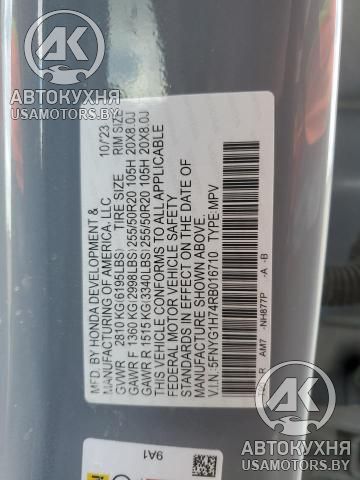 АВТОКУХНЯ
USAMOTORS.BY
MFD. BY HONDA DEVELOPMENT &
MANUFACTURING OF AMERICA, LLC 10/23
GVWR 2810 KG(6195LBS) TIRE SIZE RIM SIZE
GAWR F 1360 KG(2998LBS)255/50R20 105H 20X8.0J
GAWR R 1515 KG(3340LBS)255/50R20 105H 20X8.0J
THIS VEHICLE CONFORMS TO ALL APPLICABLE
FEDERAL MOTOR VEHICLE SAFETY
STANDARDS IN EFFECT ON THE DATE OF
MANUFACTURE SHOWN ABOVE.
V.I.N.:5FNYG1H74RB016710 TYPE:MPV
R AM7 -NH877P -A -B
9A1
АВТОКУХНЯ
USAMOTORS.BY